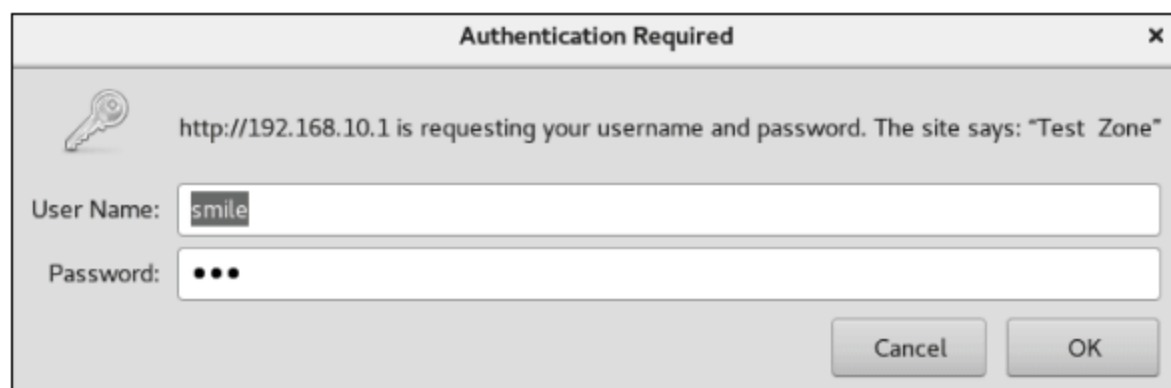 Authentication Required ×
http://192.168.10.1 is requesting your username and password. The site says: “Test Zone”
User Name: smile
Password: •••
Cancel OK